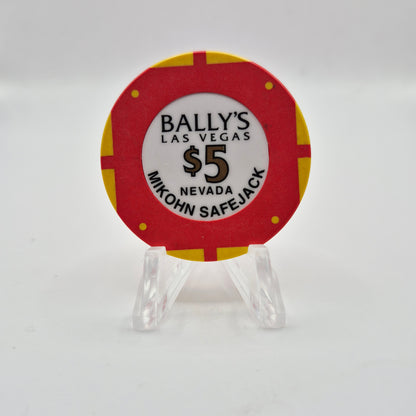 BALLY'S
LAS VEGAS
$5
NEVADA
MIKOHN SAFEJACK